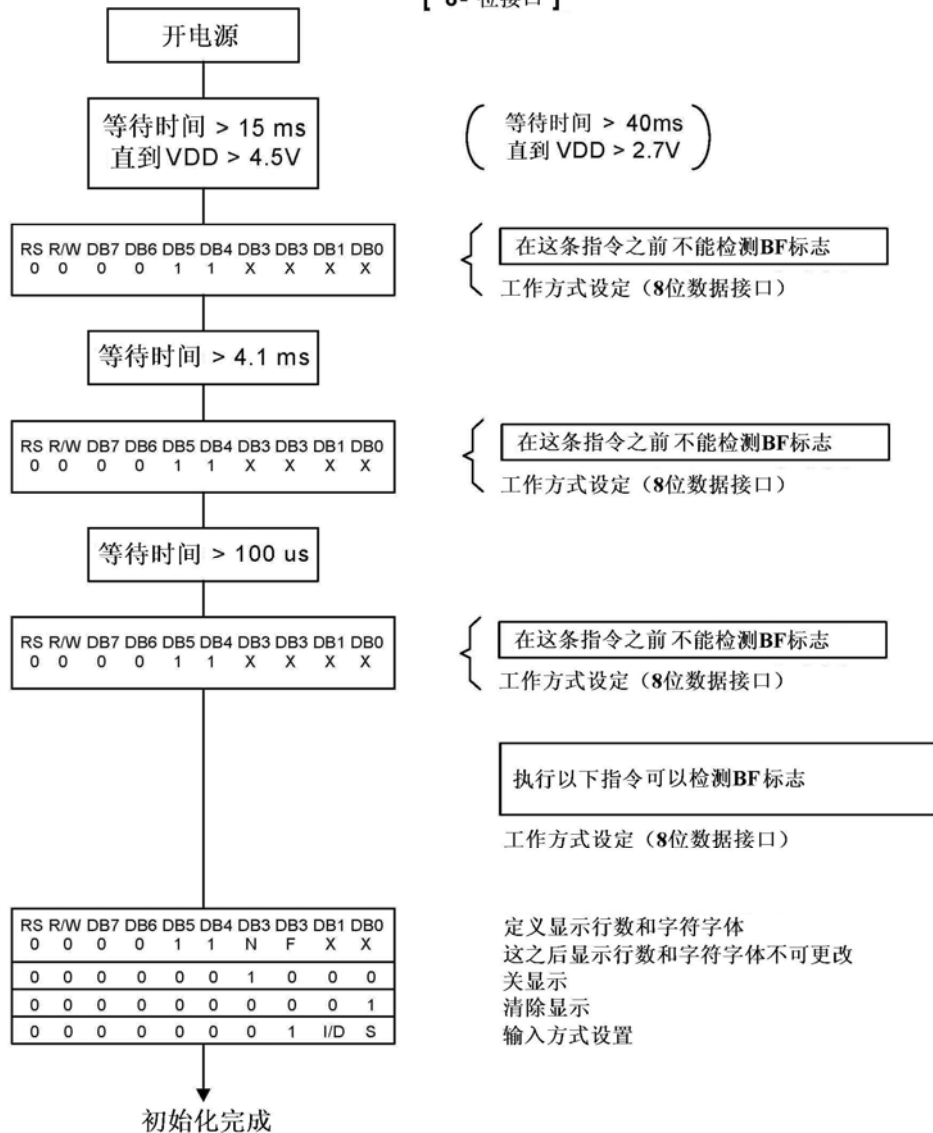 [ 8- 位接口 ]
开电源
等待时间 > 15 ms
直到 VDD > 4.5V
等待时间 > 40ms
直到 VDD > 2.7V
RS R/W DB7 DB6 DB5 DB4 DB3 DB3 DB1 DB0
0 0 0 0 1 1 X X X X
在这条指令之前 不能检测BF标志
工作方式设定（8位数据接口）
等待时间 > 4.1 ms
RS R/W DB7 DB6 DB5 DB4 DB3 DB3 DB1 DB0
0 0 0 0 1 1 X X X X
在这条指令之前 不能检测BF标志
工作方式设定（8位数据接口）
等待时间 > 100 us
RS R/W DB7 DB6 DB5 DB4 DB3 DB3 DB1 DB0
0 0 0 0 1 1 X X X X
在这条指令之前 不能检测BF标志
工作方式设定（8位数据接口）
执行以下指令可以检测BF标志
工作方式设定（8位数据接口）
RS R/W DB7 DB6 DB5 DB4 DB3 DB3 DB1 DB0
0 0 0 0 1 1 N F X X
0 0 0 0 0 0 1 0 0 0
0 0 0 0 0 0 0 0 0 1
0 0 0 0 0 0 0 1 I/D S
定义显示行数和字符字体
这之后显示行数和字符字体不可更改
关显示
清除显示
输入方式设置
初始化完成